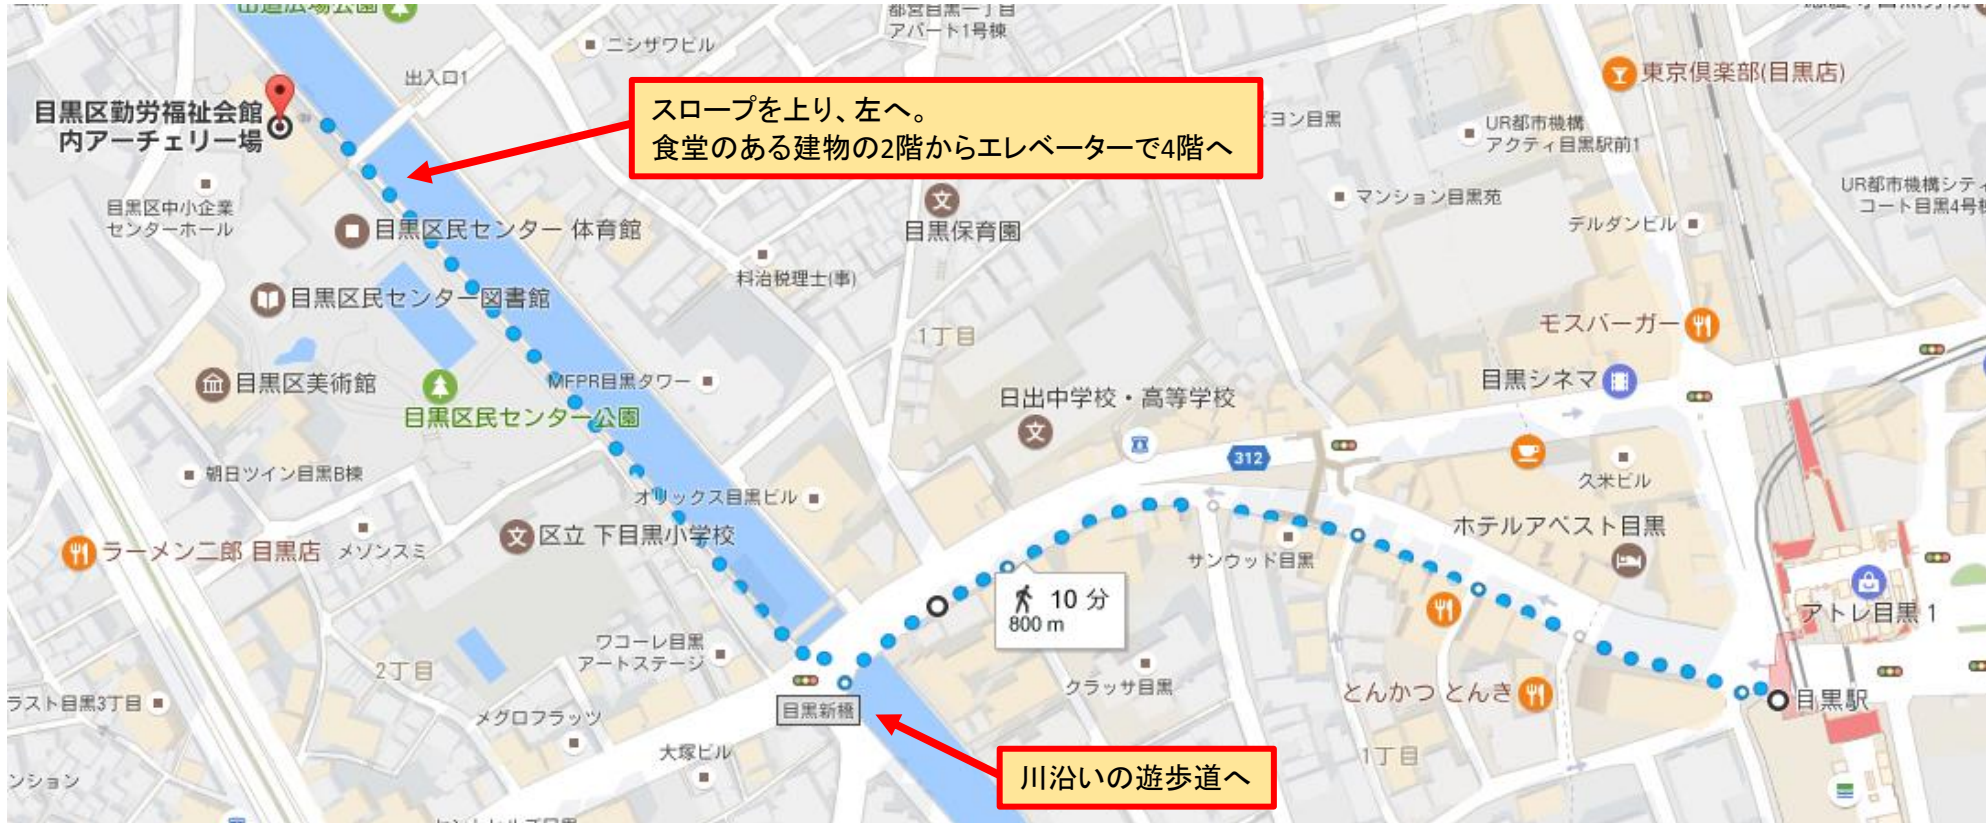 都営目黒一丁目
アパート1号棟
ニシザワビル
出入口1
目黒区勤労福祉会館
内アーチェリー場
スロープを上り、左へ。
食堂のある建物の2階からエレベーターで4階へ
東京倶楽部(目黒店)
ヨン目黒
UR都市機構
アクティ目黒駅前1
UR都市機構シティ
コート目黒4号棟
マンション目黒苑
デルダンビル
目黒区中小企業
センターホール
目黒区民センター 体育館
文
目黒保育園
料治税理士(事)
目黒区民センター図書館
1丁目
モスバーガー
目黒区美術館
MFPR目黒タワー
目黒シネマ
目黒区民センター公園
日出中学校・高等学校
文
312
朝日ツイン目黒B棟
オリックス目黒ビル
久米ビル
文
区立 下目黒小学校
ホテルアベスト目黒
ラーメン二郎 目黒店
メゾンスミ
サンウッド目黒
10 分
800 m
アトレ目黒 1
ワコーレ目黒
アートステージ
2丁目
クラッサ目黒
とんかつ とんき
目黒駅
ラスト目黒3丁目
メグロフラッツ
目黒新橋
大塚ビル
川沿いの遊歩道へ
1丁目
ンション